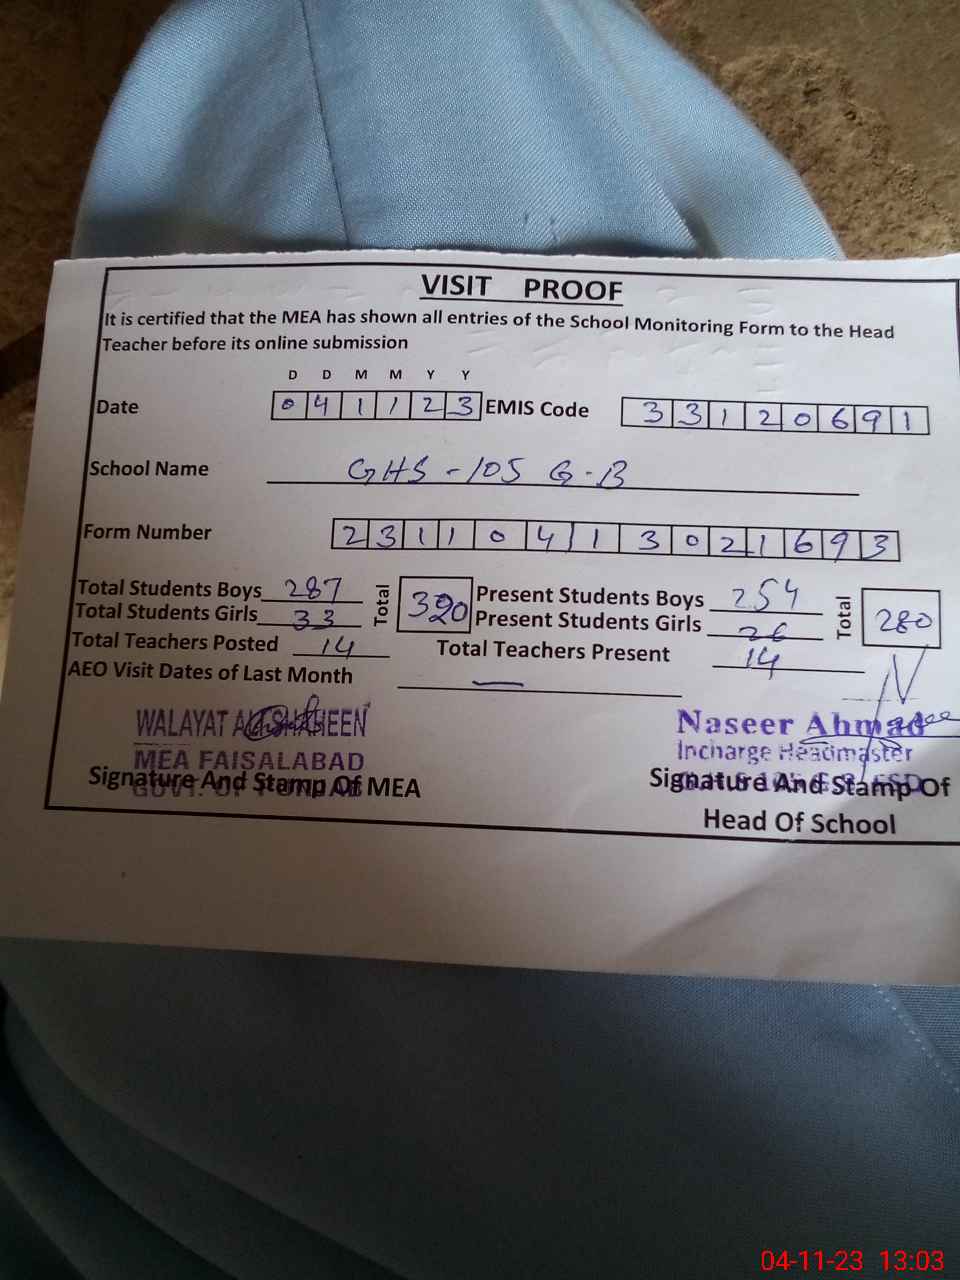 VISIT PROOF
It is certified that the MEA has shown all entries of the School Monitoring Form to the Head
Teacher before its online submission
D D M M Y Y
Date 0 4 1 1 2 3 EMIS Code 3 3 1 2 0 6 9 1
School Name GHS - 105 G-B
Form Number 2 3 1 1 0 4 1 3 0 2 1 6 9 3
Total Students Boys 287 Total 320 Present Students Boys 254 Total 280
Total Students Girls 33 Present Students Girls 26
Total Teachers Posted 14 Total Teachers Present 14
AEO Visit Dates of Last Month —
WALAYAT ALI SHAHEEN Naseer Ahmad
MEA FAISALABAD Incharge Headmaster
GOVT. OF PUNJAB
Signature And Stamp Of MEA Signature And Stamp Of
Head Of School
04-11-23 13:03